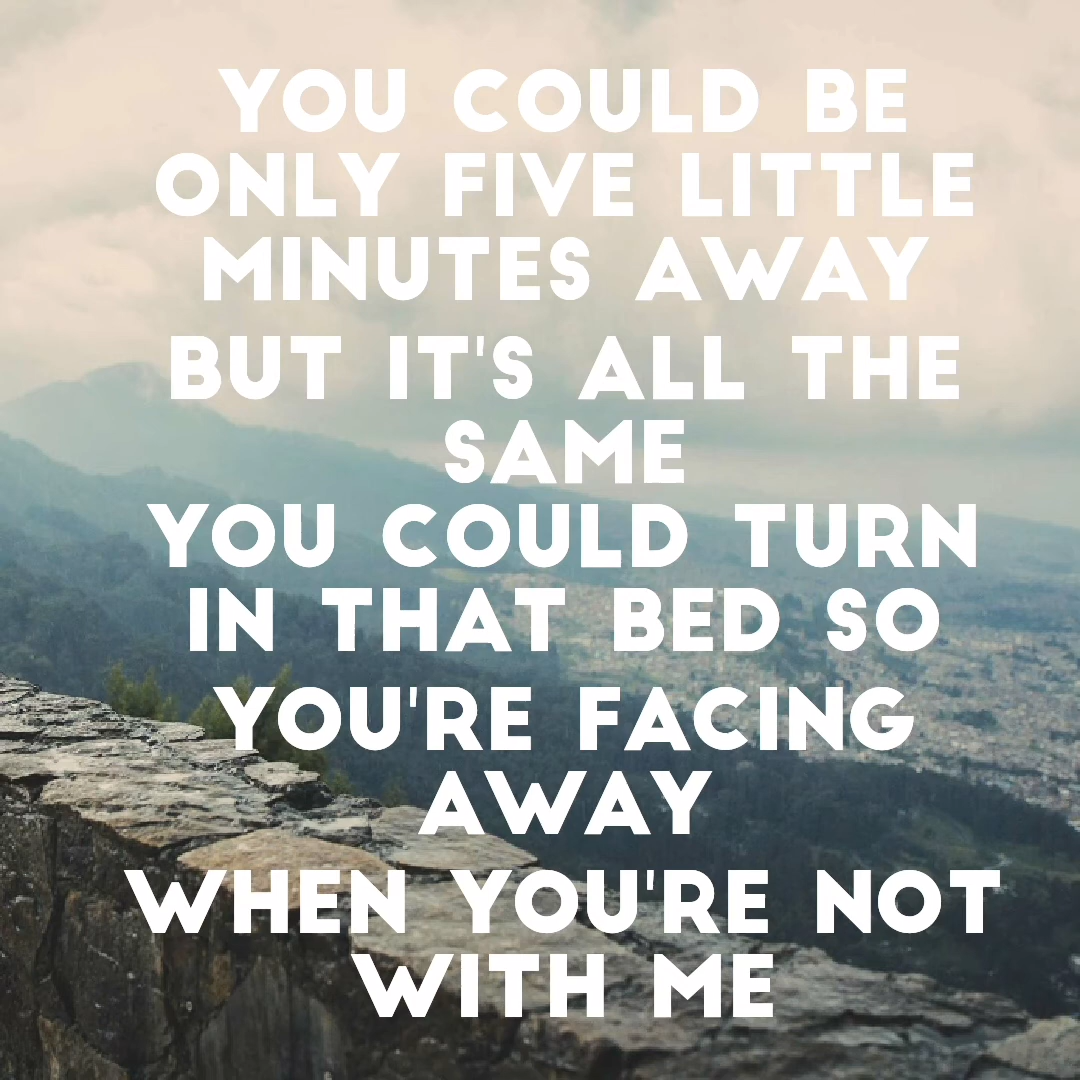 YOU COULD BE
ONLY FIVE LITTLE
MINUTES AWAY
BUT IT'S ALL THE
SAME
YOU COULD TURN
IN THAT BED SO
YOU'RE FACING
AWAY
WHEN YOU'RE NOT
WITH ME